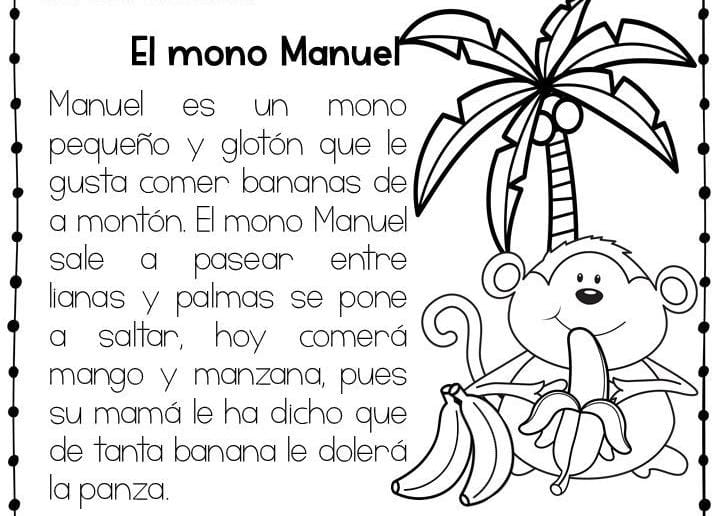 El mono Manuel
Manuel es un mono
pequeño y glotón que le
gusta comer bananas de
a montón. El mono Manuel
sale a pasear entre
lianas y palmas se pone
a saltar, hoy comerá
mango y manzana, pues
su mamá le ha dicho que
de tanta banana le dolerá
la panza.